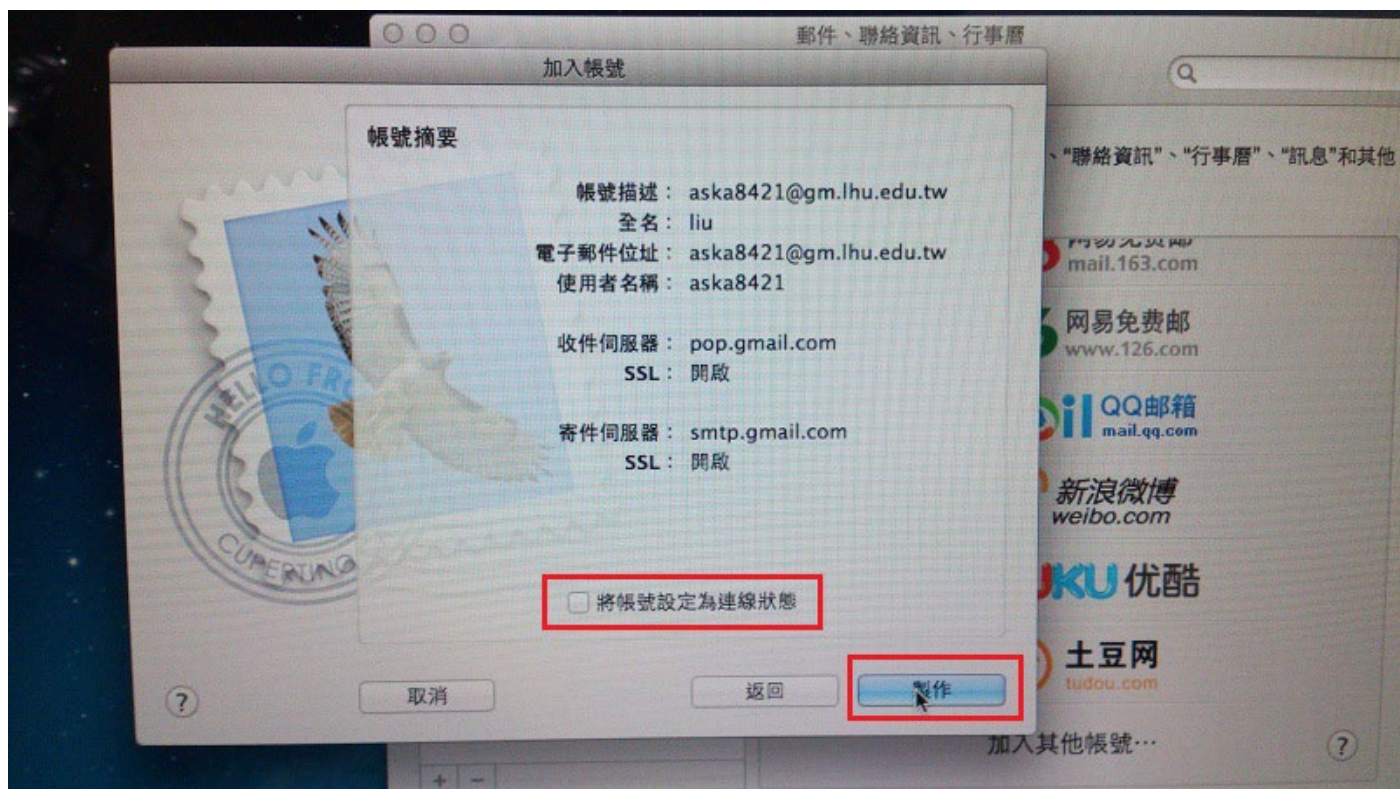 郵件、聯絡資訊、行事曆
加入帳號
帳號摘要
帳號描述： aska8421@gm.lhu.edu.tw
全名： liu
電子郵件位址： aska8421@gm.lhu.edu.tw
使用者名稱： aska8421
收件伺服器： pop.gmail.com
SSL： 開啟
寄件伺服器： smtp.gmail.com
SSL： 開啟
將帳號設定為連線狀態
取消
返回
製作
?
HELLO FRO
CUPERTINO
、“聯絡資訊”、“行事曆”、“訊息”和其他
mail.163.com
网易免费邮
www.126.com
QQ邮箱
mail.qq.com
新浪微博
weibo.com
优酷
土豆网
tudou.com
加入其他帳號…
?